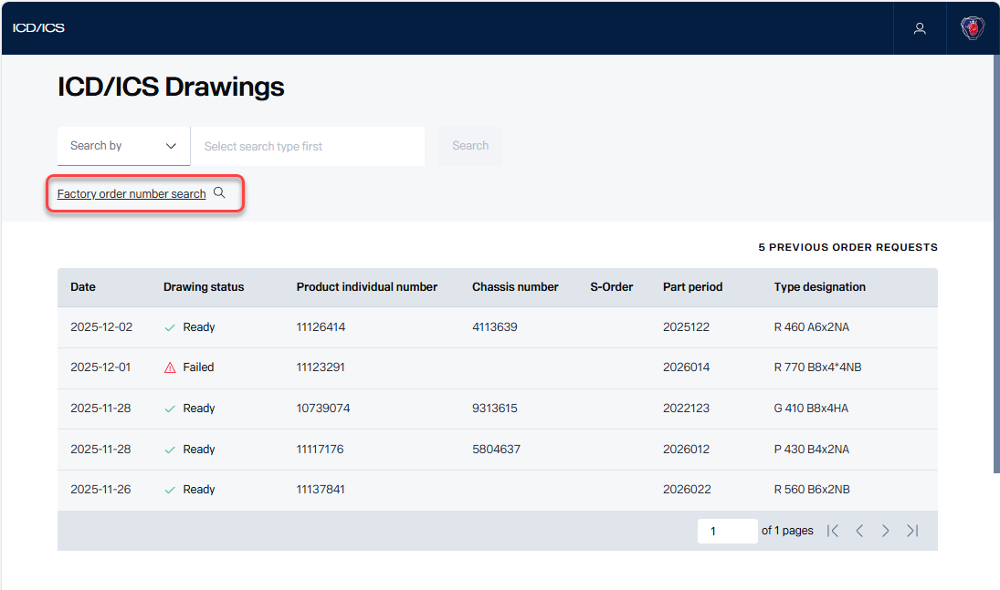 ICD/ICS
ICD/ICS Drawings
Search by Select search type first Search
Factory order number search
5 PREVIOUS ORDER REQUESTS
Date Drawing status Product individual number Chassis number S-Order Part period Type designation
2025-12-02 Ready 11126414 4113639 2025122 R 460 A6x2NA
2025-12-01 Failed 11123291 2026014 R 770 B8x4*4NB
2025-11-28 Ready 10739074 9313615 2022123 G 410 B8x4HA
2025-11-28 Ready 11117176 5804637 2026012 P 430 B4x2NA
2025-11-26 Ready 11137841 2026022 R 560 B6x2NB
1 of 1 pages